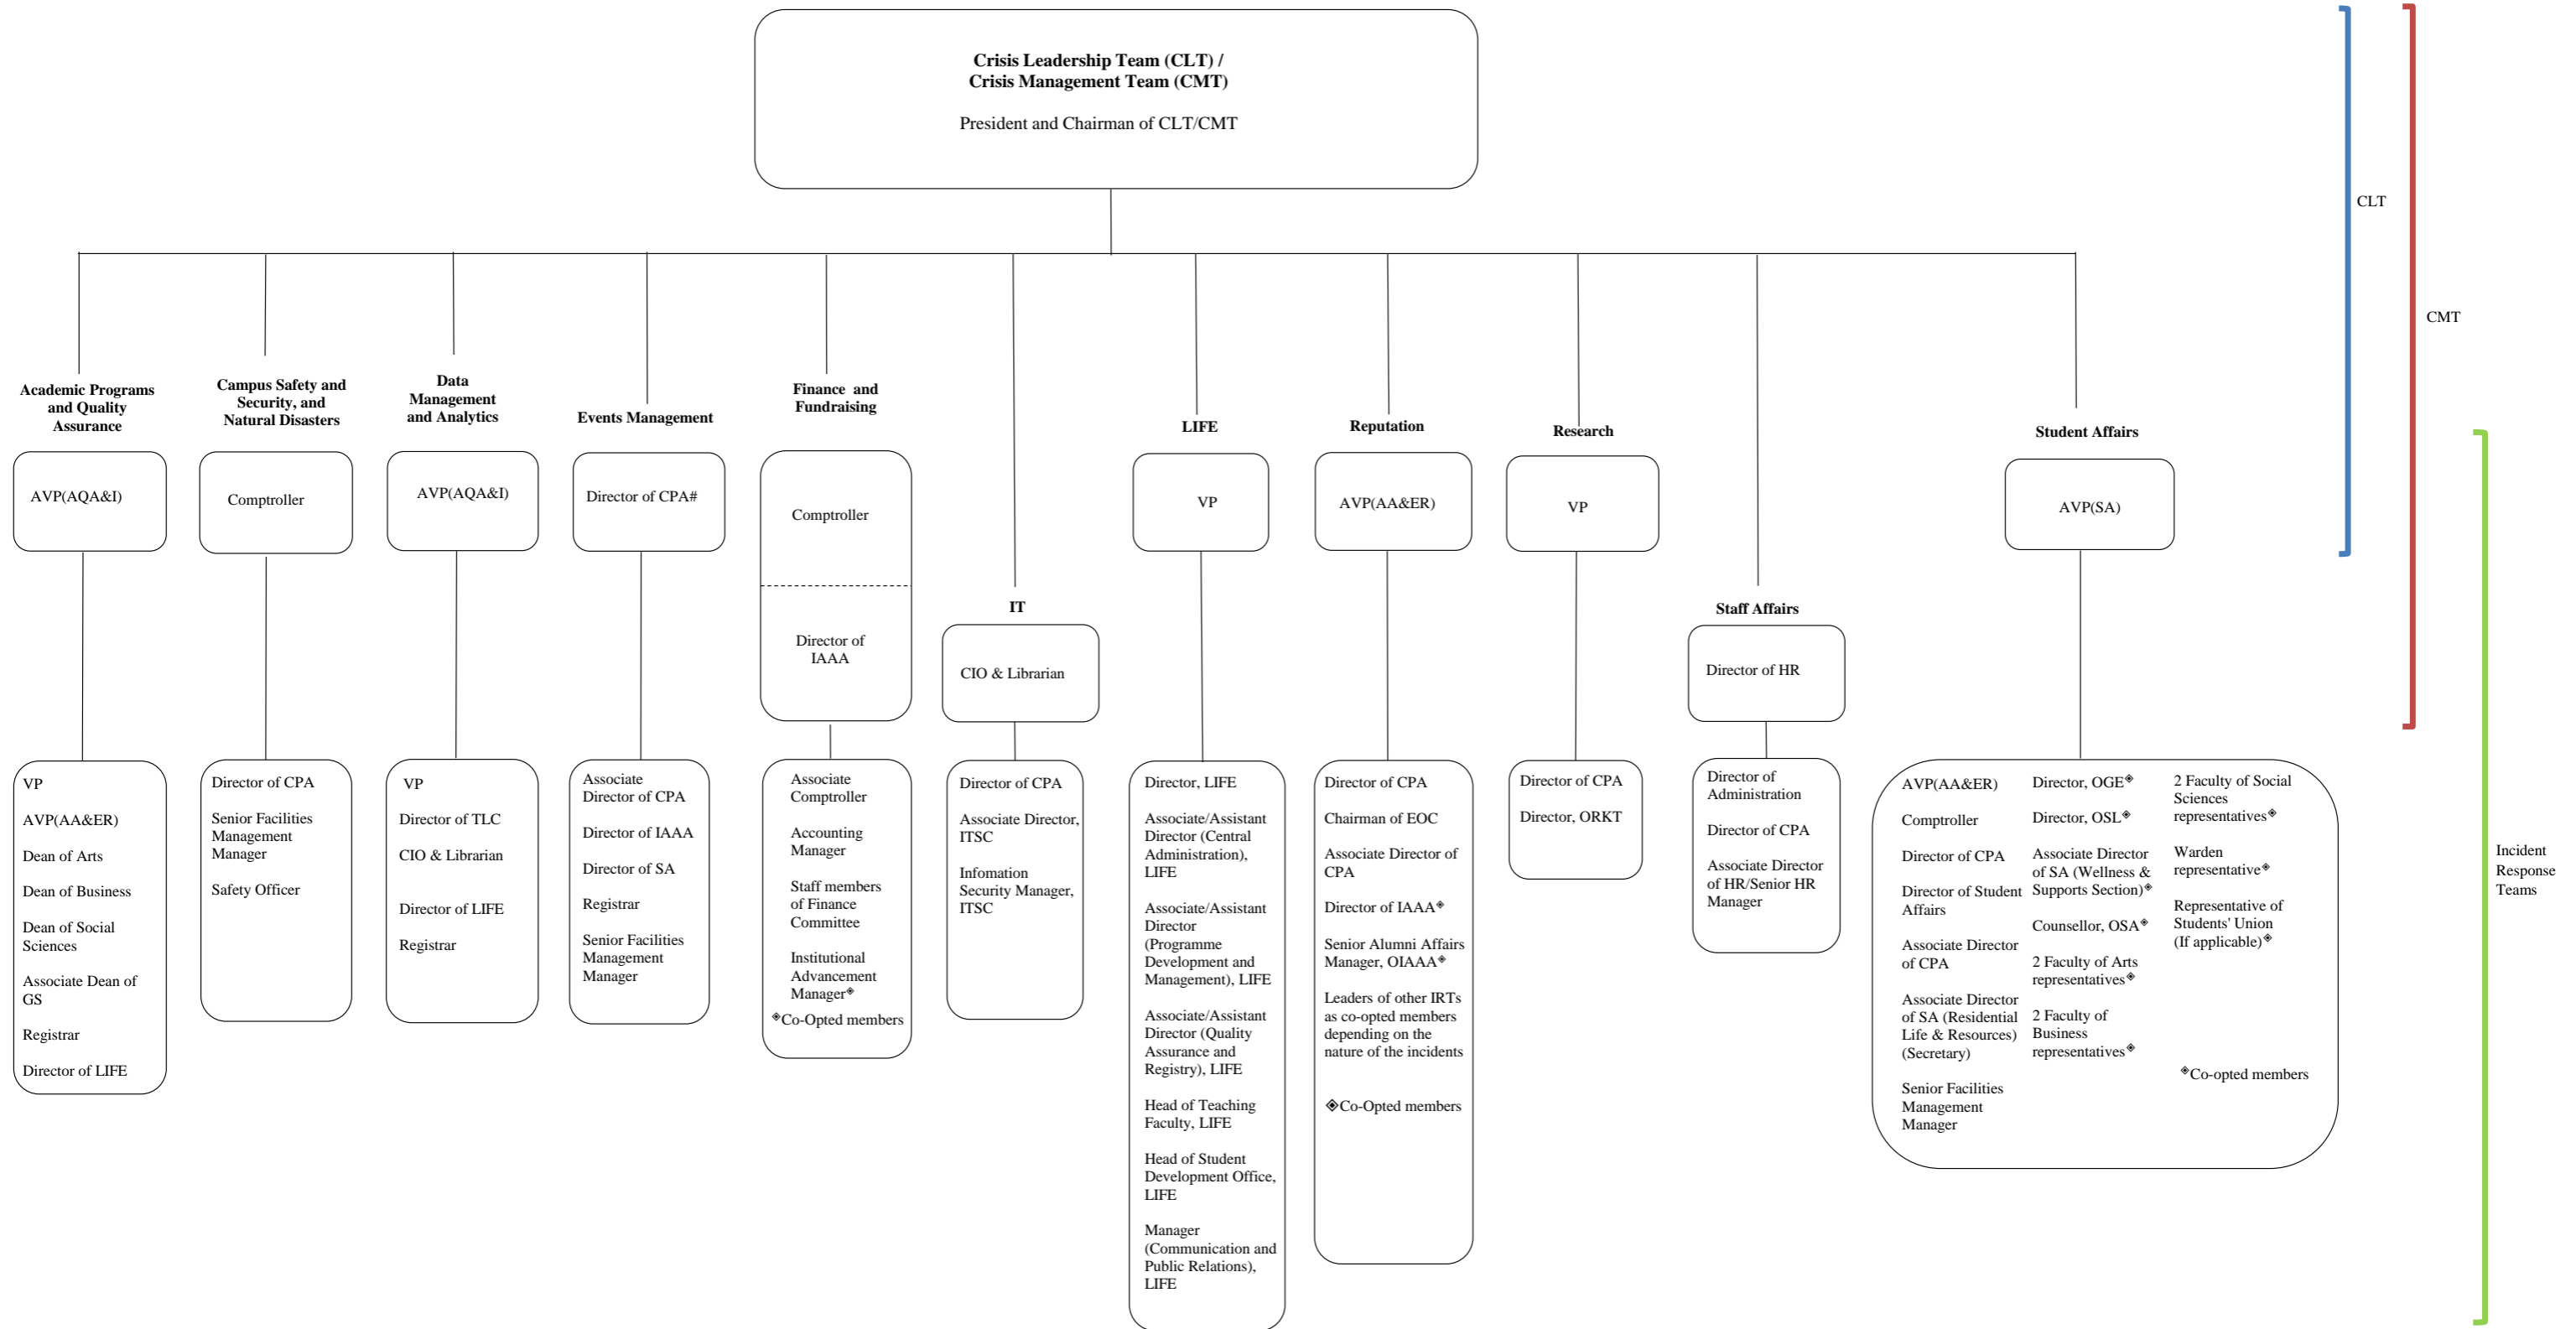 Crisis Leadership Team (CLT) /
Crisis Management Team (CMT)
President and Chairman of CLT/CMT
CLT
CMT
Academic Programs
and Quality
Assurance
AVP(AQA&I)
VP
AVP(AA&ER)
Dean of Arts
Dean of Business
Dean of Social
Sciences
Associate Dean of
GS
Registrar
Director of LIFE
Campus Safety and
Security, and
Natural Disasters
Comptroller
Director of CPA
Senior Facilities
Management
Manager
Safety Officer
Data
Management
and Analytics
AVP(AQA&I)
VP
Director of TLC
CIO & Librarian
Director of LIFE
Registrar
Events Management
Director of CPA#
Associate
Director of CPA
Director of IAAA
Director of SA
Registrar
Senior Facilities
Management
Manager
Finance and
Fundraising
Comptroller
Director of
IAAA
Associate
Comptroller
Accounting
Manager
Staff members
of Finance
Committee
Institutional
Advancement
Manager◈
◈Co-Opted members
IT
CIO & Librarian
Director of CPA
Associate Director,
ITSC
Infomation
Security Manager,
ITSC
LIFE
VP
Director, LIFE
Associate/Assistant
Director (Central
Administration),
LIFE
Associate/Assistant
Director
(Programme
Development and
Management), LIFE
Associate/Assistant
Director (Quality
Assurance and
Registry), LIFE
Head of Teaching
Faculty, LIFE
Head of Student
Development Office,
LIFE
Manager
(Communication and
Public Relations),
LIFE
Reputation
AVP(AA&ER)
Director of CPA
Chairman of EOC
Associate Director of
CPA
Director of IAAA◈
Senior Alumni Affairs
Manager, OIAAA◈
Leaders of other IRTs
as co-opted members
depending on the
nature of the incidents
◈Co-Opted members
Research
VP
Director of CPA
Director, ORKT
Staff Affairs
Director of HR
Director of
Administration
Director of CPA
Associate Director
of HR/Senior HR
Manager
Student Affairs
AVP(SA)
AVP(AA&ER)
Comptroller
Director of CPA
Director of Student
Affairs
Associate Director
of CPA
Associate Director
of SA (Residential
Life & Resources)
(Secretary)
Senior Facilities
Management
Manager
Director, OGE◈
Director, OSL◈
Associate Director
of SA (Wellness &
Supports Section)◈
Counsellor, OSA◈
2 Faculty of Arts
representatives◈
2 Faculty of
Business
representatives◈
2 Faculty of Social
Sciences
representatives◈
Warden
representative◈
Representative of
Students' Union
(If applicable)◈
◈Co-opted members
Incident
Response
Teams